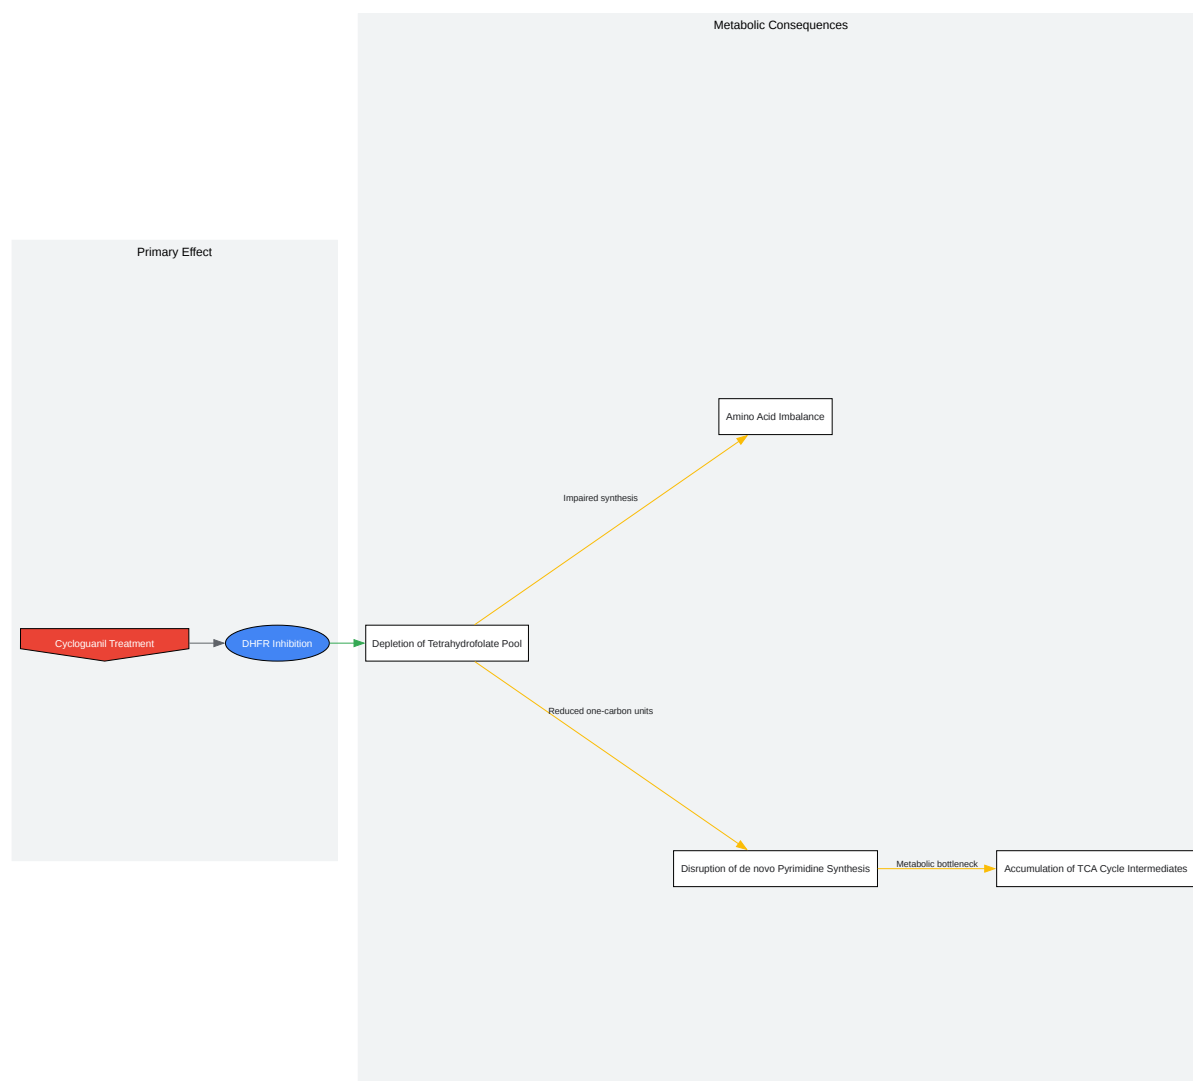 Metabolic Consequences
Primary Effect
Amino Acid Imbalance
Impaired synthesis
Cycloguanil Treatment
DHFR Inhibition
Depletion of Tetrahydrofolate Pool
Reduced one-carbon units
Disruption of de novo Pyrimidine Synthesis
Metabolic bottleneck
Accumulation of TCA Cycle Intermediates